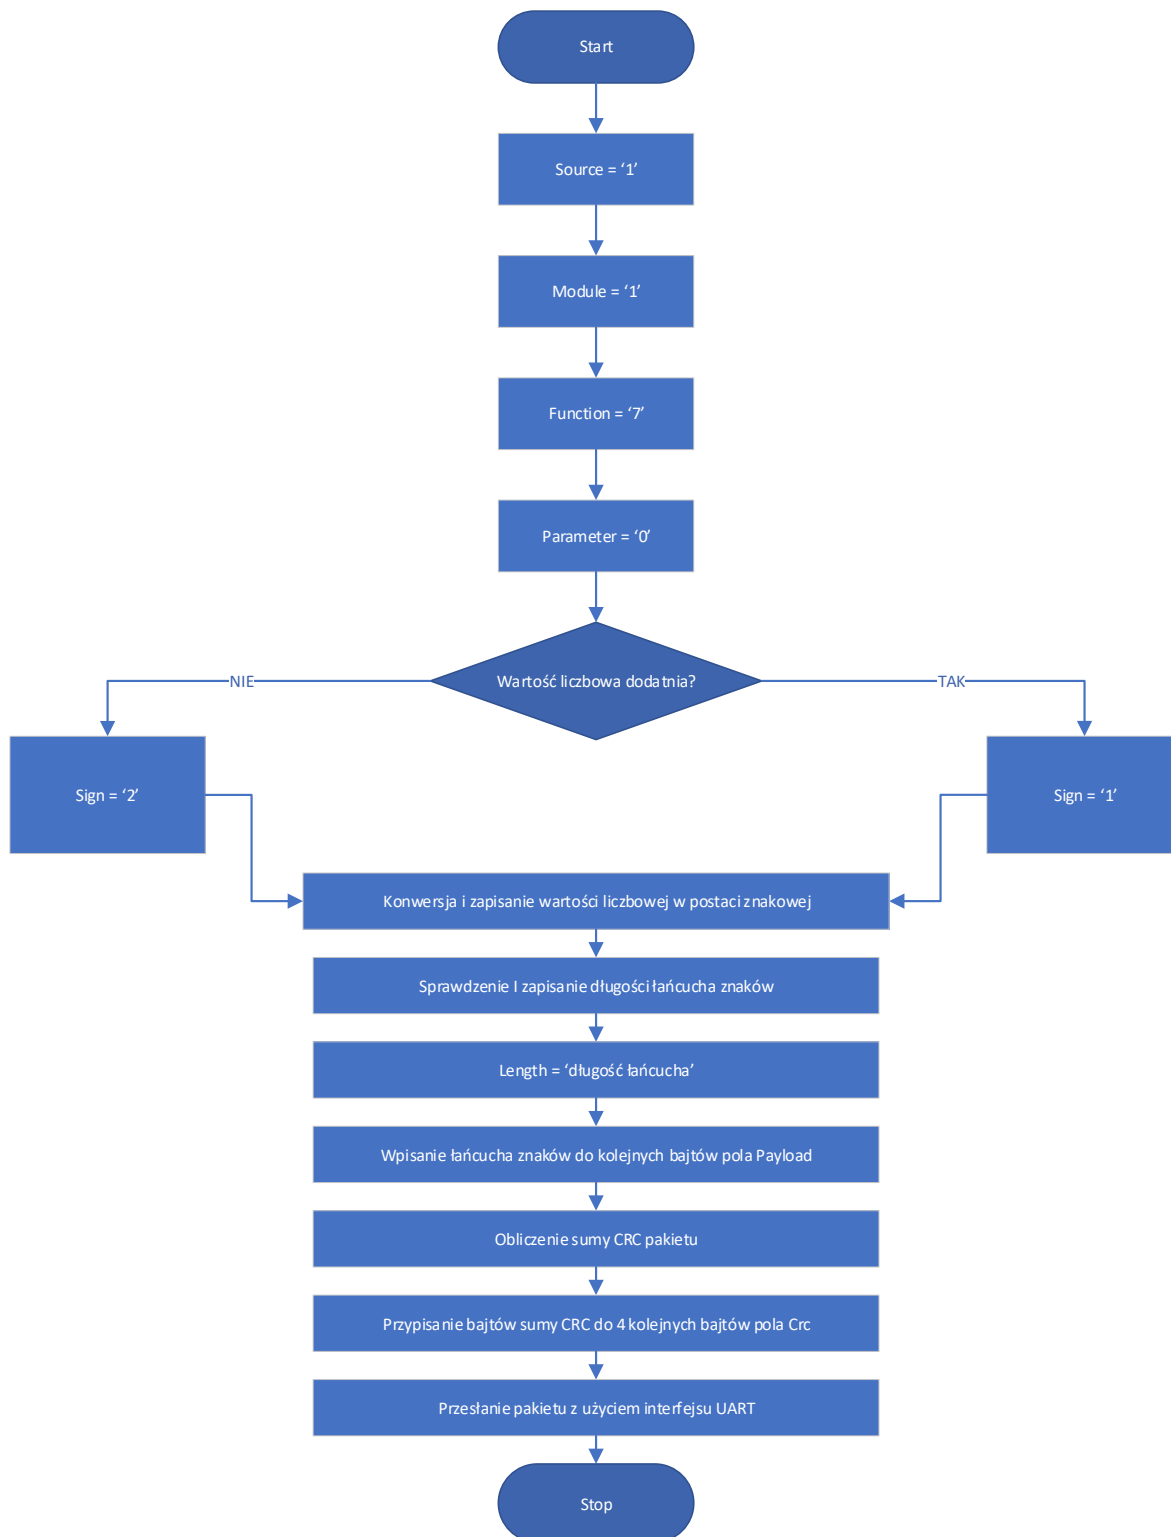 Start
Source = ‘1’
Module = ‘1’
Function = ‘7’
Parameter = ‘0’
Wartość liczbowa dodatnia?
NIE
TAK
Sign = ‘2’
Sign = ‘1’
Konwersja i zapisanie wartości liczbowej w postaci znakowej
Sprawdzenie I zapisanie długości łańcucha znaków
Length = ‘długość łańcucha’
Wpisanie łańcucha znaków do kolejnych bajtów pola Payload
Obliczenie sumy CRC pakietu
Przypisanie bajtów sumy CRC do 4 kolejnych bajtów pola Crc
Przesłanie pakietu z użyciem interfejsu UART
Stop